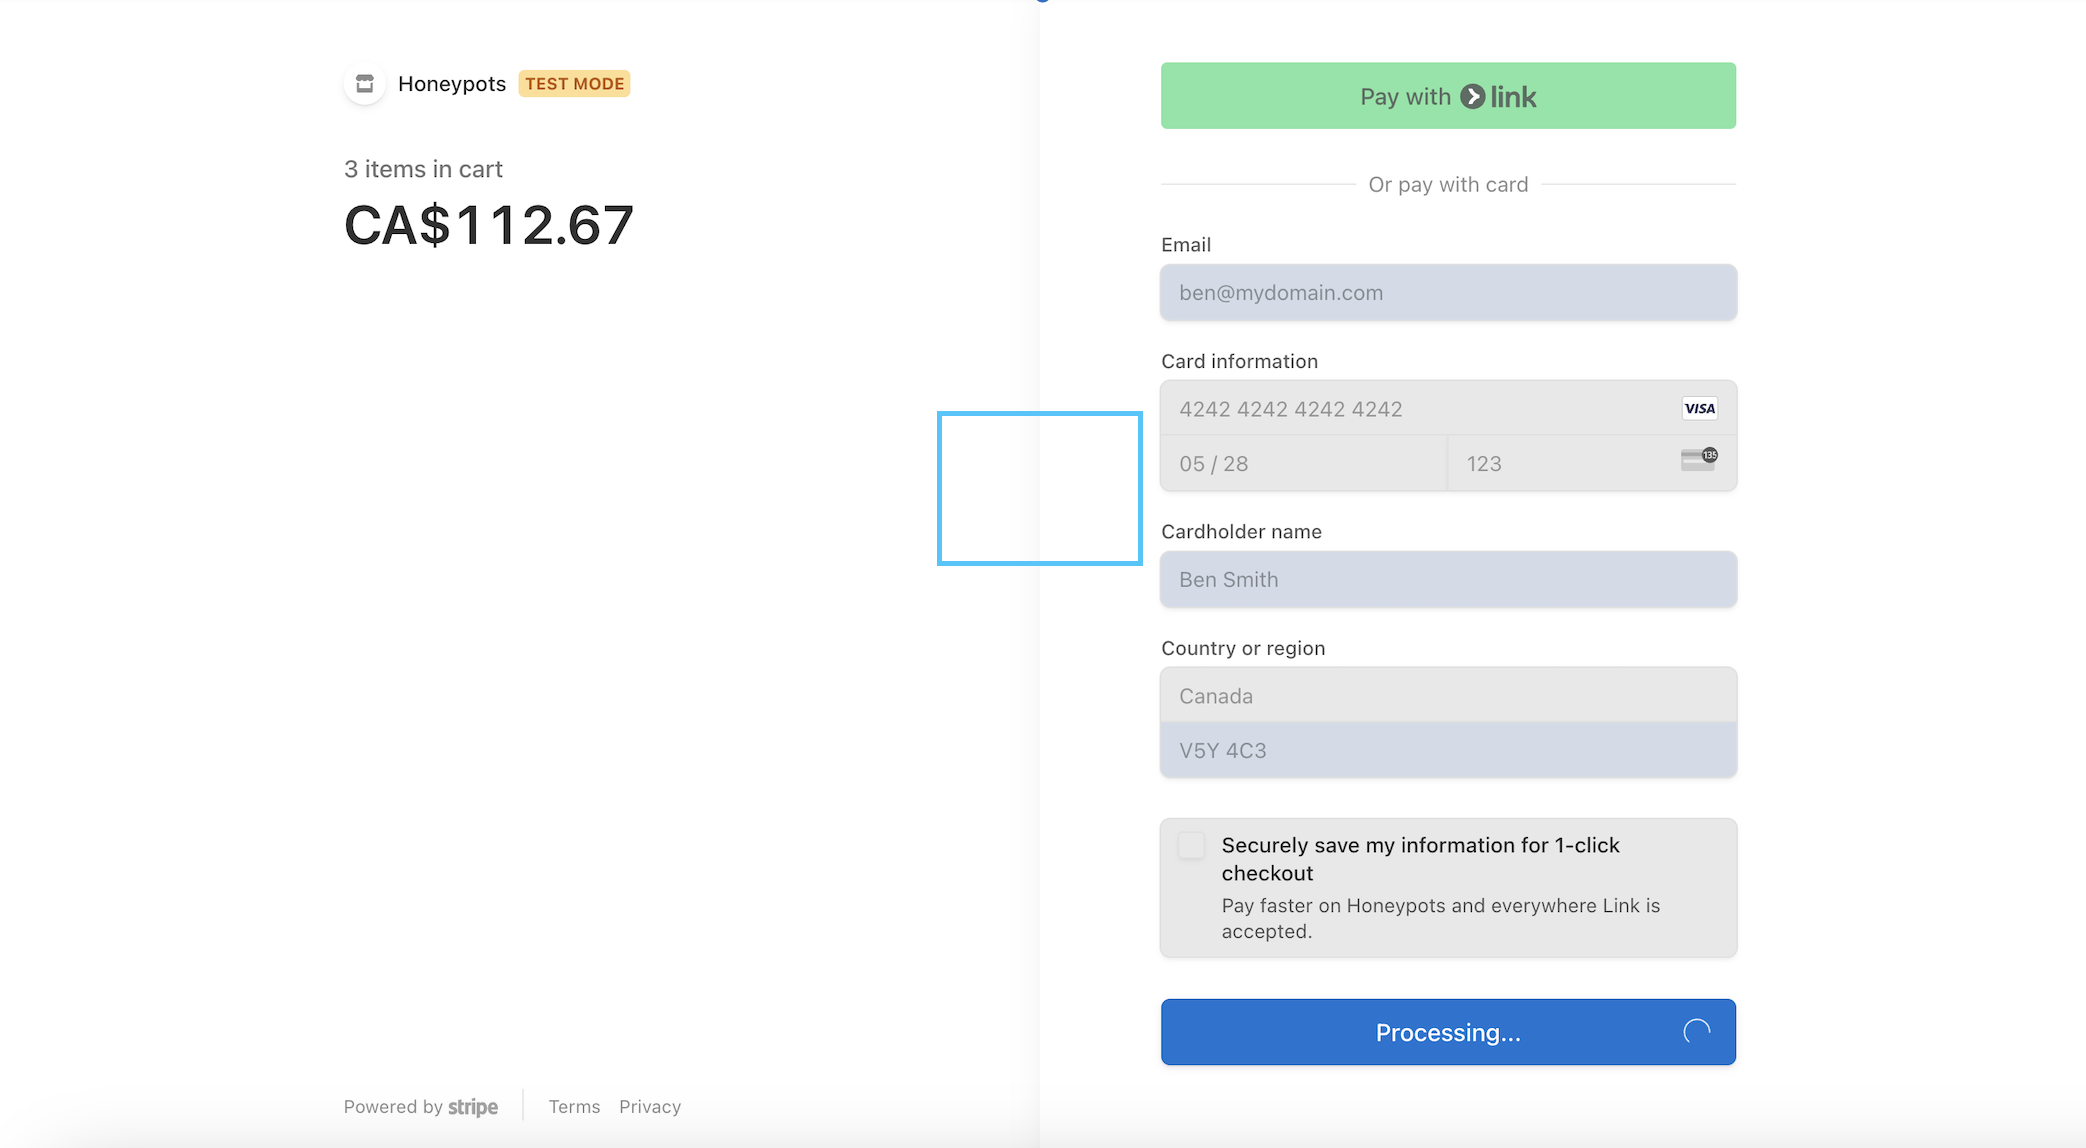 Honeypots TEST MODE
3 items in cart
CA$112.67
Powered by stripe Terms Privacy
Pay with link
Or pay with card
Email
ben@mydomain.com
Card information
4242 4242 4242 4242 VISA
05 / 28 123 135
Cardholder name
Ben Smith
Country or region
Canada
V5Y 4C3
Securely save my information for 1-click
checkout
Pay faster on Honeypots and everywhere Link is
accepted.
Processing...